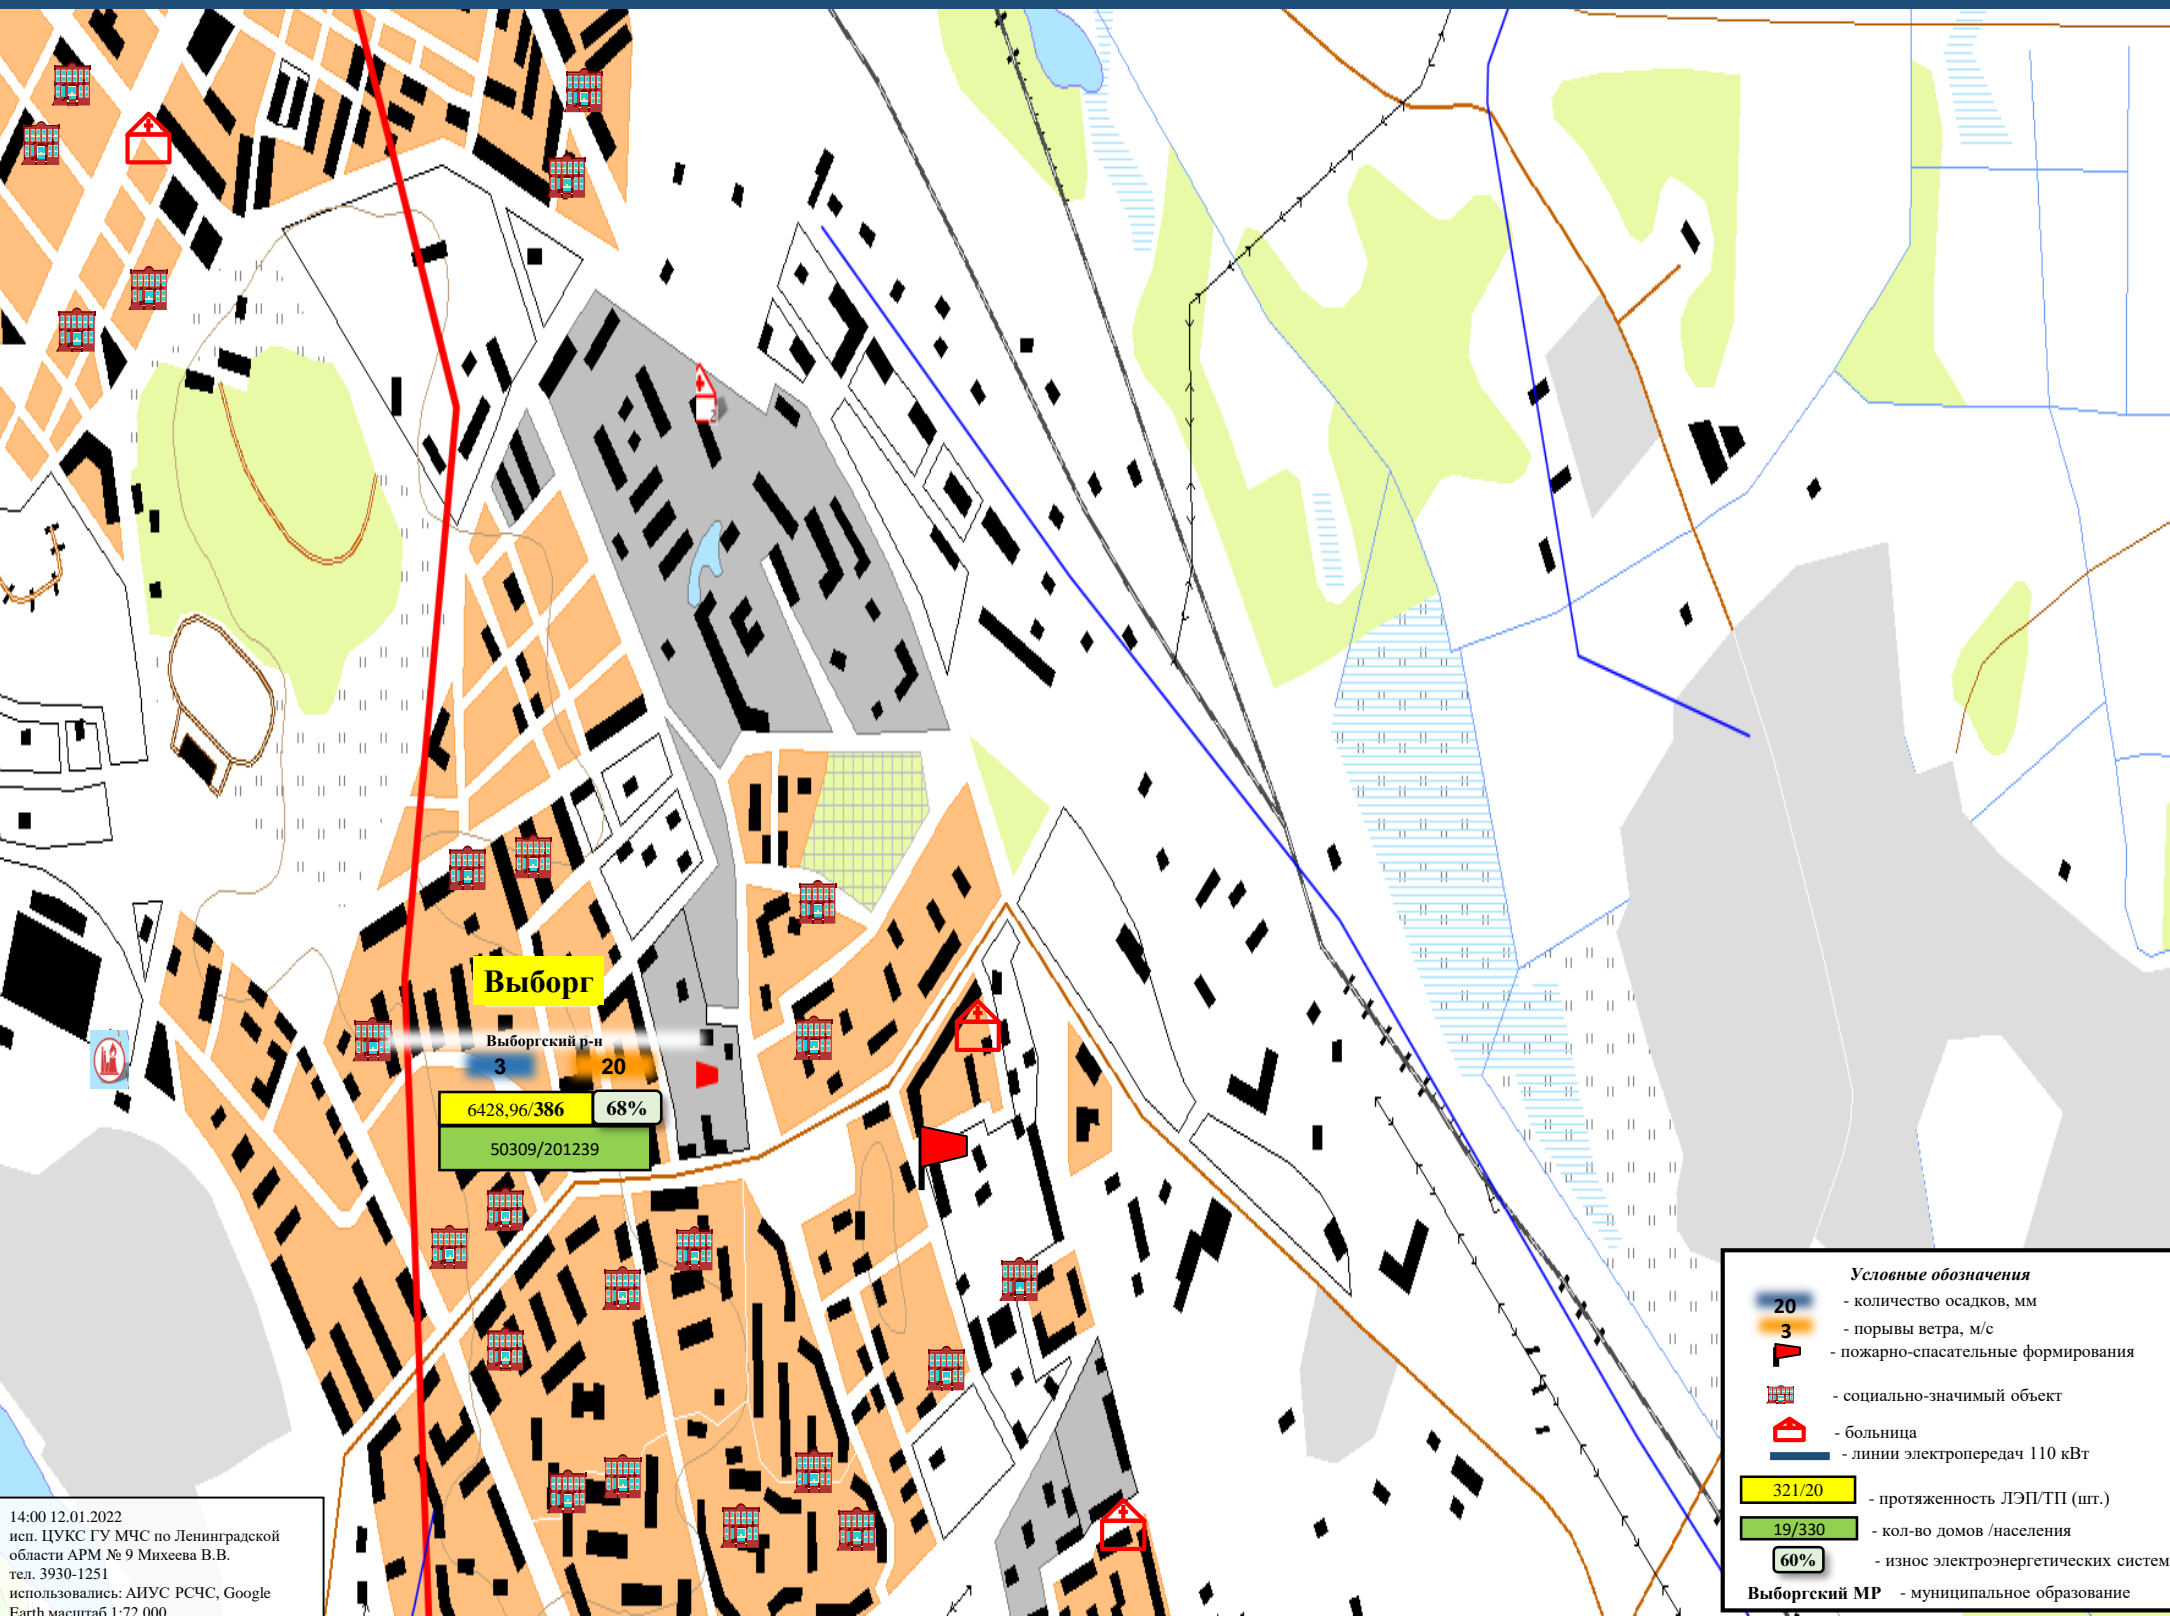 Выборг
Выборгский р-н
3 20
6428,96/386 68%
50309/201239
Условные обозначения
20 - количество осадков, мм
3 - порывы ветра, м/с
- пожарно-спасательные формирования
- социально-значимый объект
- больница
- линии электропередач 110 кВт
321/20 - протяженность ЛЭП/ТП (шт.)
19/330 - кол-во домов /населения
60% - износ электроэнергетических систем
Выборгский МР - муниципальное образование
14:00 12.01.2022
исп. ЦУКС ГУ МЧС по Ленинградской
области АРМ № 9 Михеева В.В.
тел. 3930-1251
использовались: АИУС РСЧС, Google
Earth масштаб 1:72 000